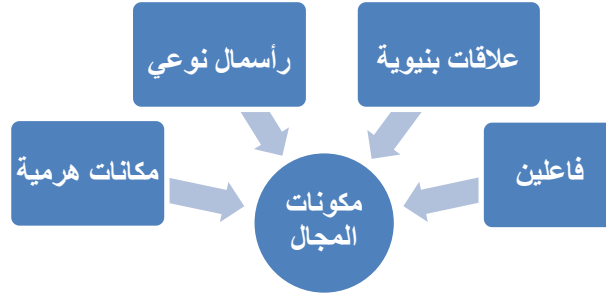 علاقات بنيوية
رأسمال نوعي
فاعلين
مكانات هرمية
مكونات
المجال